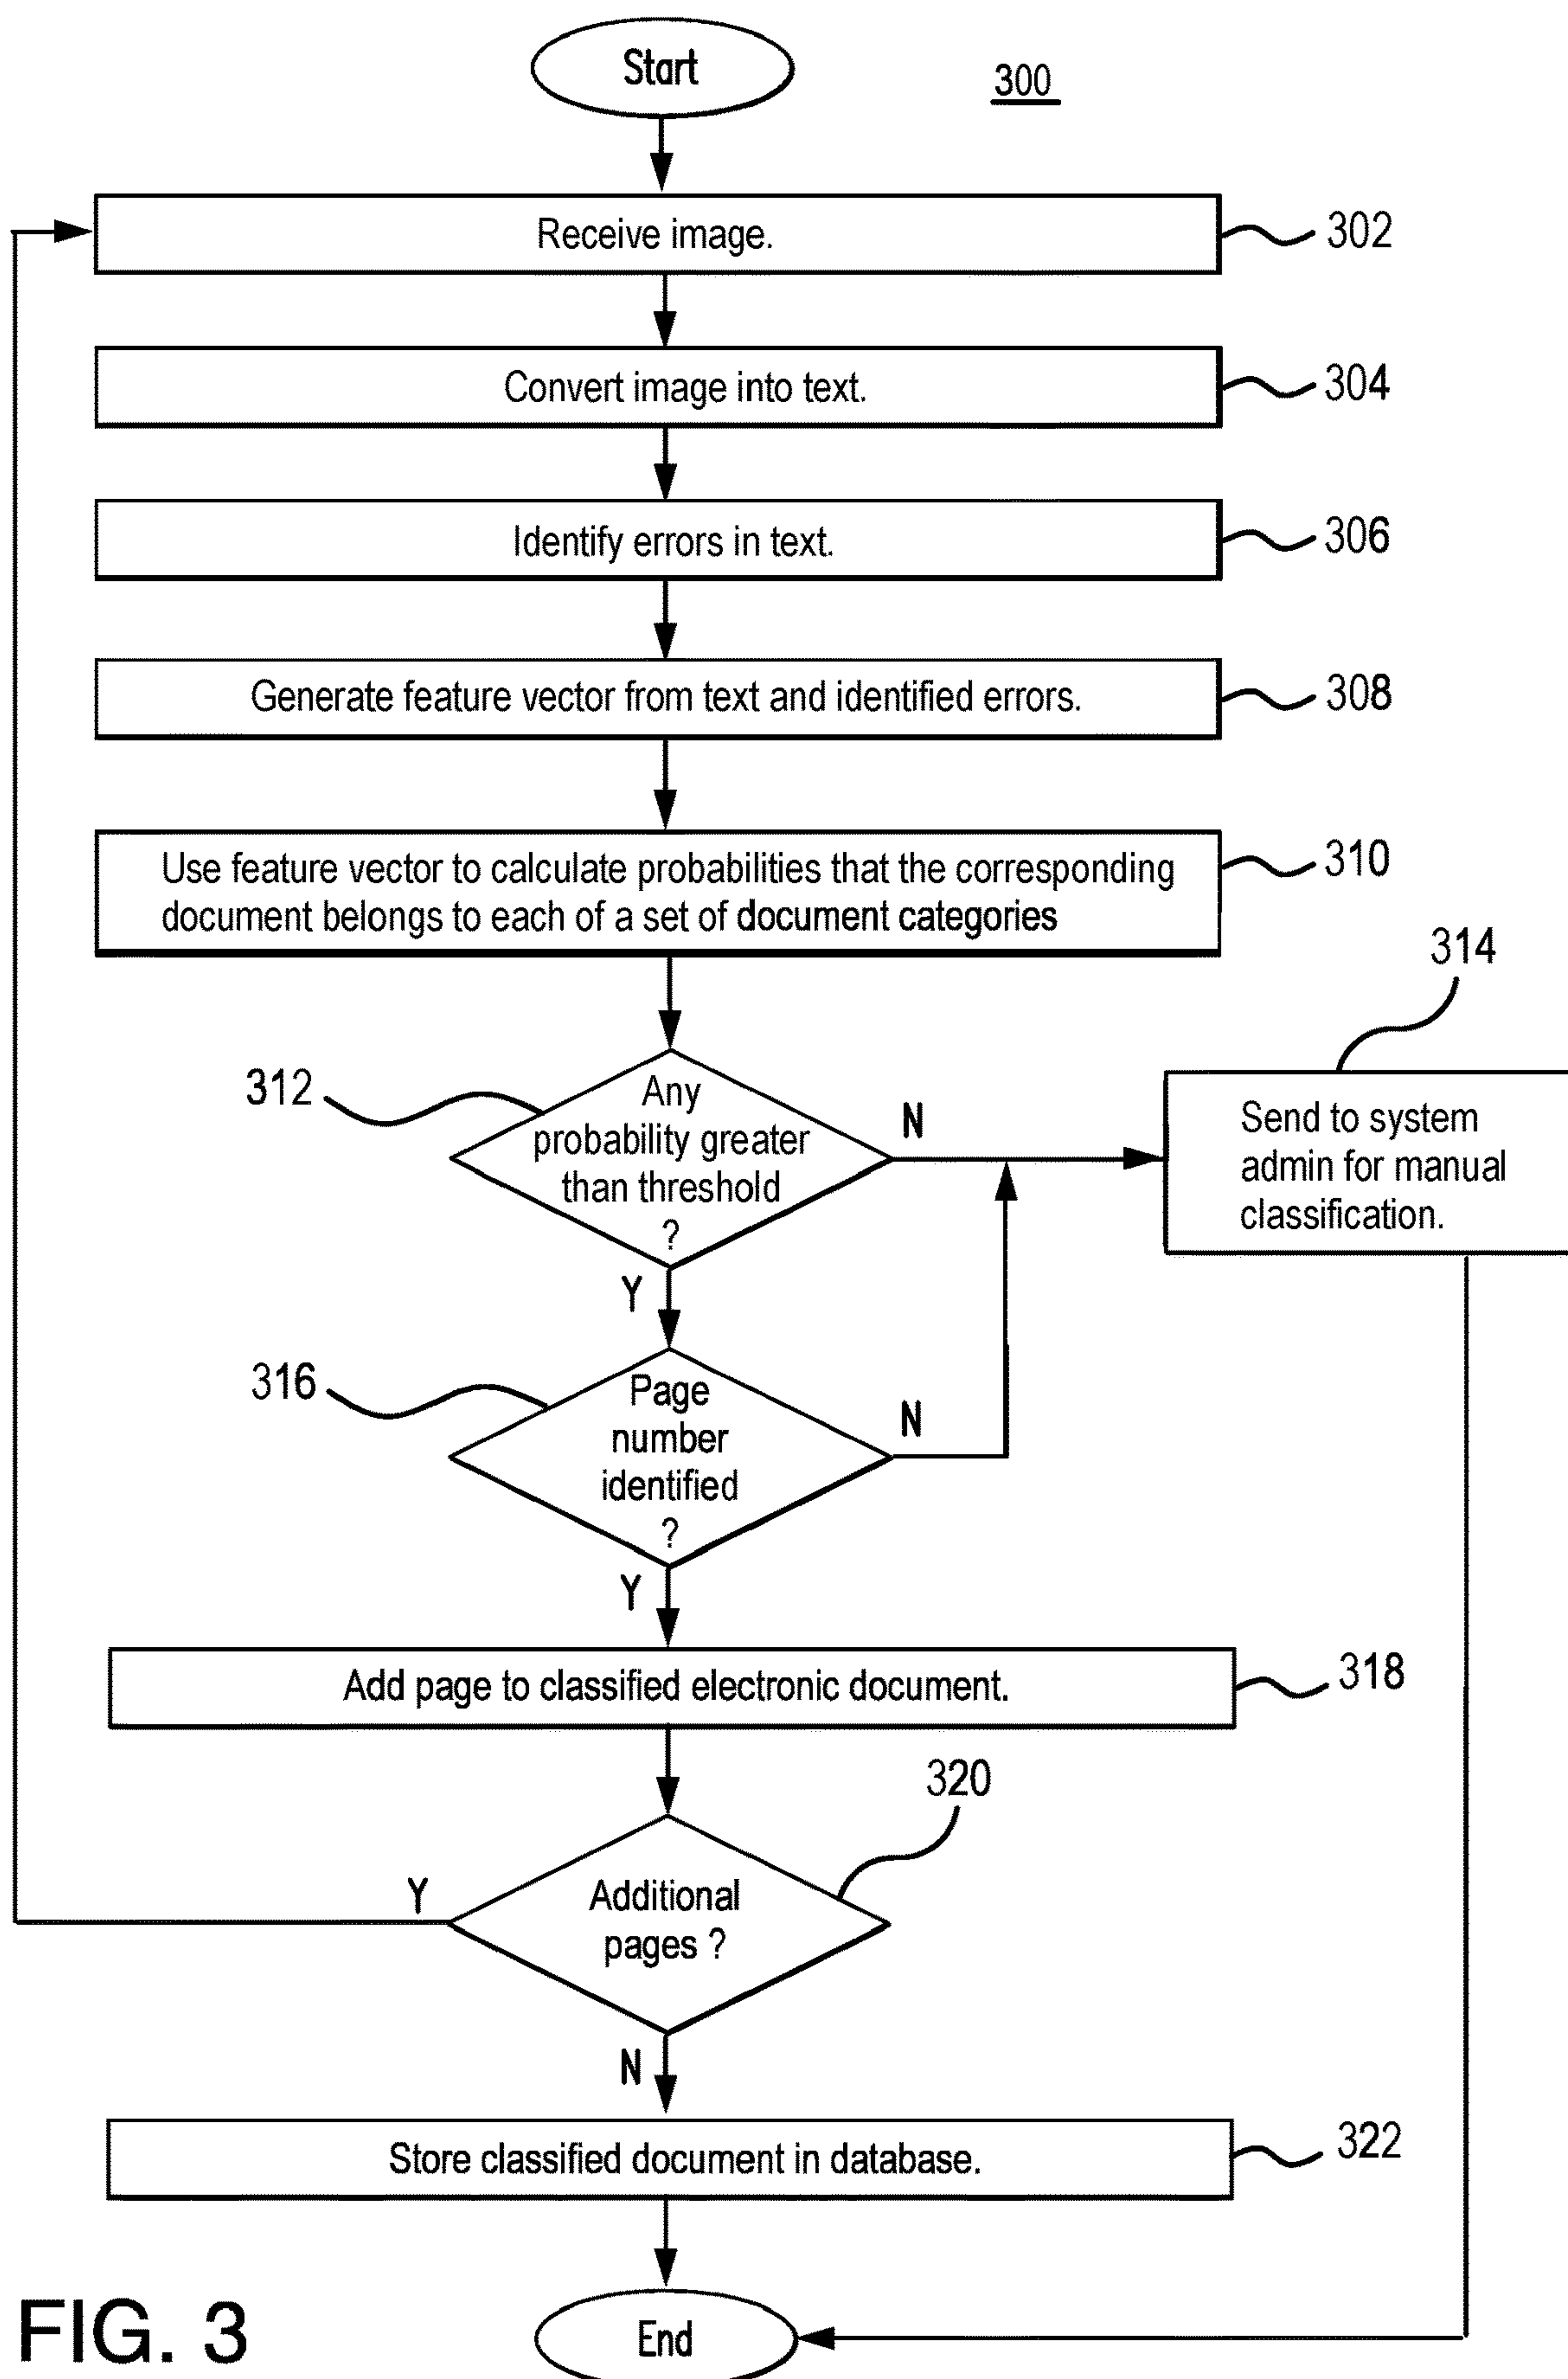 Start
300
Receive image.
302
Convert image into text.
304
Identify errors in text.
306
Generate feature vector from text and identified errors.
308
Use feature vector to calculate probabilities that the corresponding
document belongs to each of a set of document categories
310
314
312
Any
probability greater
than threshold
?
N
Send to system
admin for manual
classification.
Y
316
Page
number
identified
?
N
Y
Add page to classified electronic document.
318
320
Additional
pages ?
Y
N
Store classified document in database.
322
End
FIG. 3